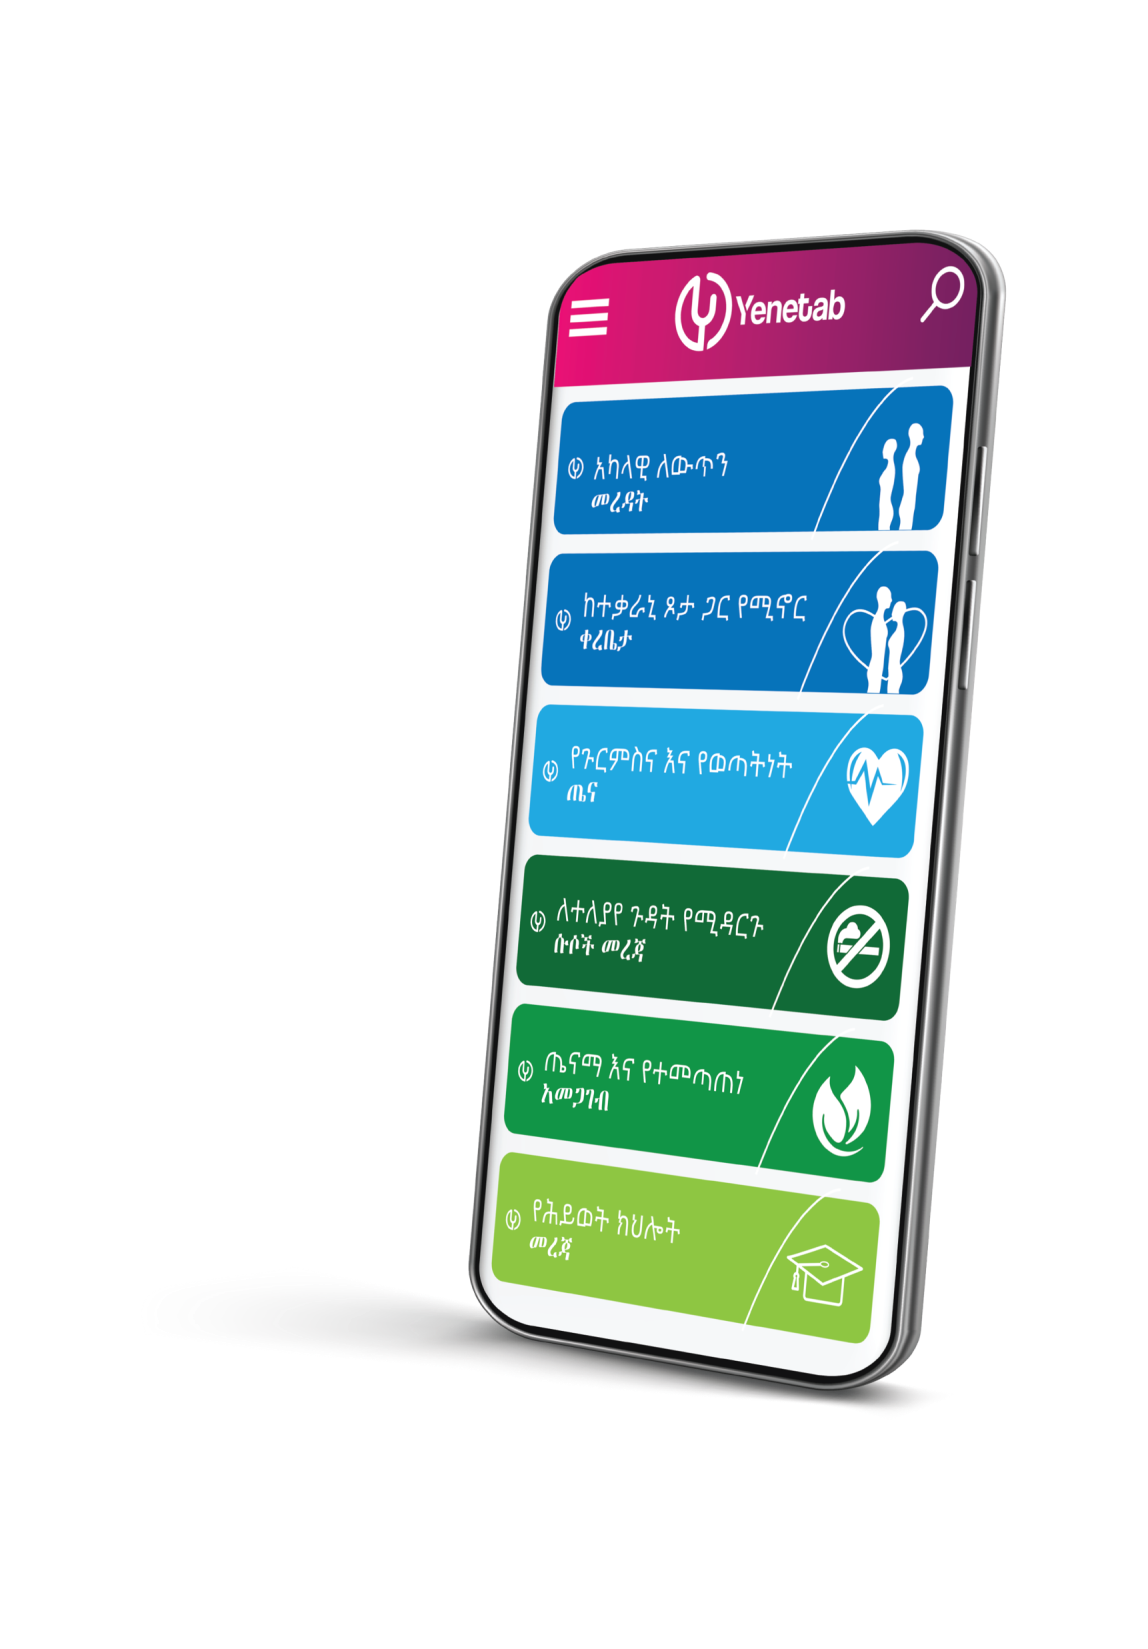 Yenetab
አካላዊ ለውጥን
መረዳት
ከተቃራኒ ጾታ ጋር የሚኖር
ቀረቤታ
የጉርምስና እና የወጣትነት
ጤና
ለተለያየ ጉዳት የሚዳርጉ
ሱሶች መረጃ
ጤናማ እና የተመጣጠነ
አመጋገብ
የሕይወት ክህሎት
መረጃ